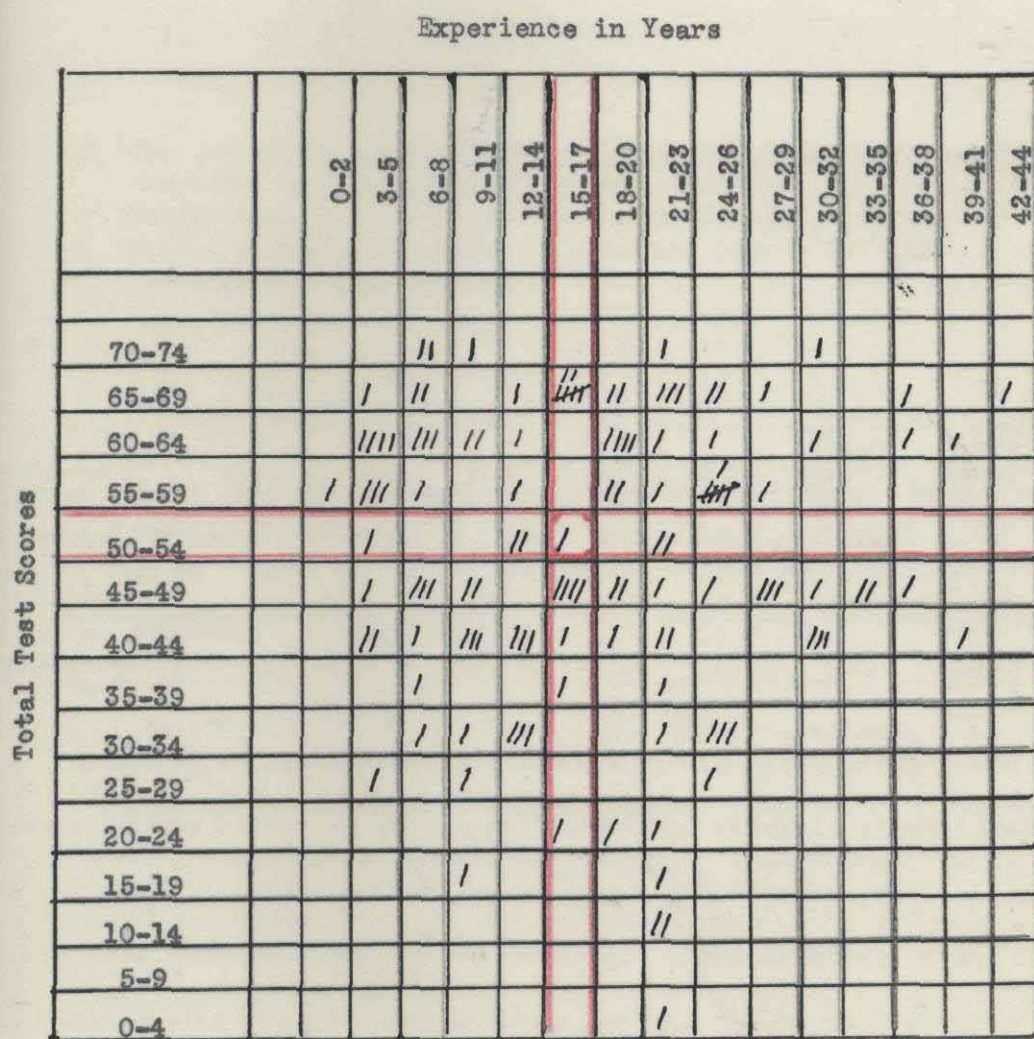 Experience in Years
0-2 3-5 6-8 9-11 12-14 15-17 18-20 21-23 24-26 27-29 30-32 33-35 36-38 39-41 42-44
Total Test Scores
70-74 // / / /
65-69 / // / //// // // /// // / / /
60-64 //// /// // / //// / / / / /
55-59 / /// / / // / //// / /
50-54 / // / //
45-49 / /// // //// // / / /// / // /
40-44 // / /// /// / / // /// /
35-39 / / /
30-34 / / /// / ///
25-29 / / /
20-24 / / /
15-19 / /
10-14 //
5-9
0-4 /